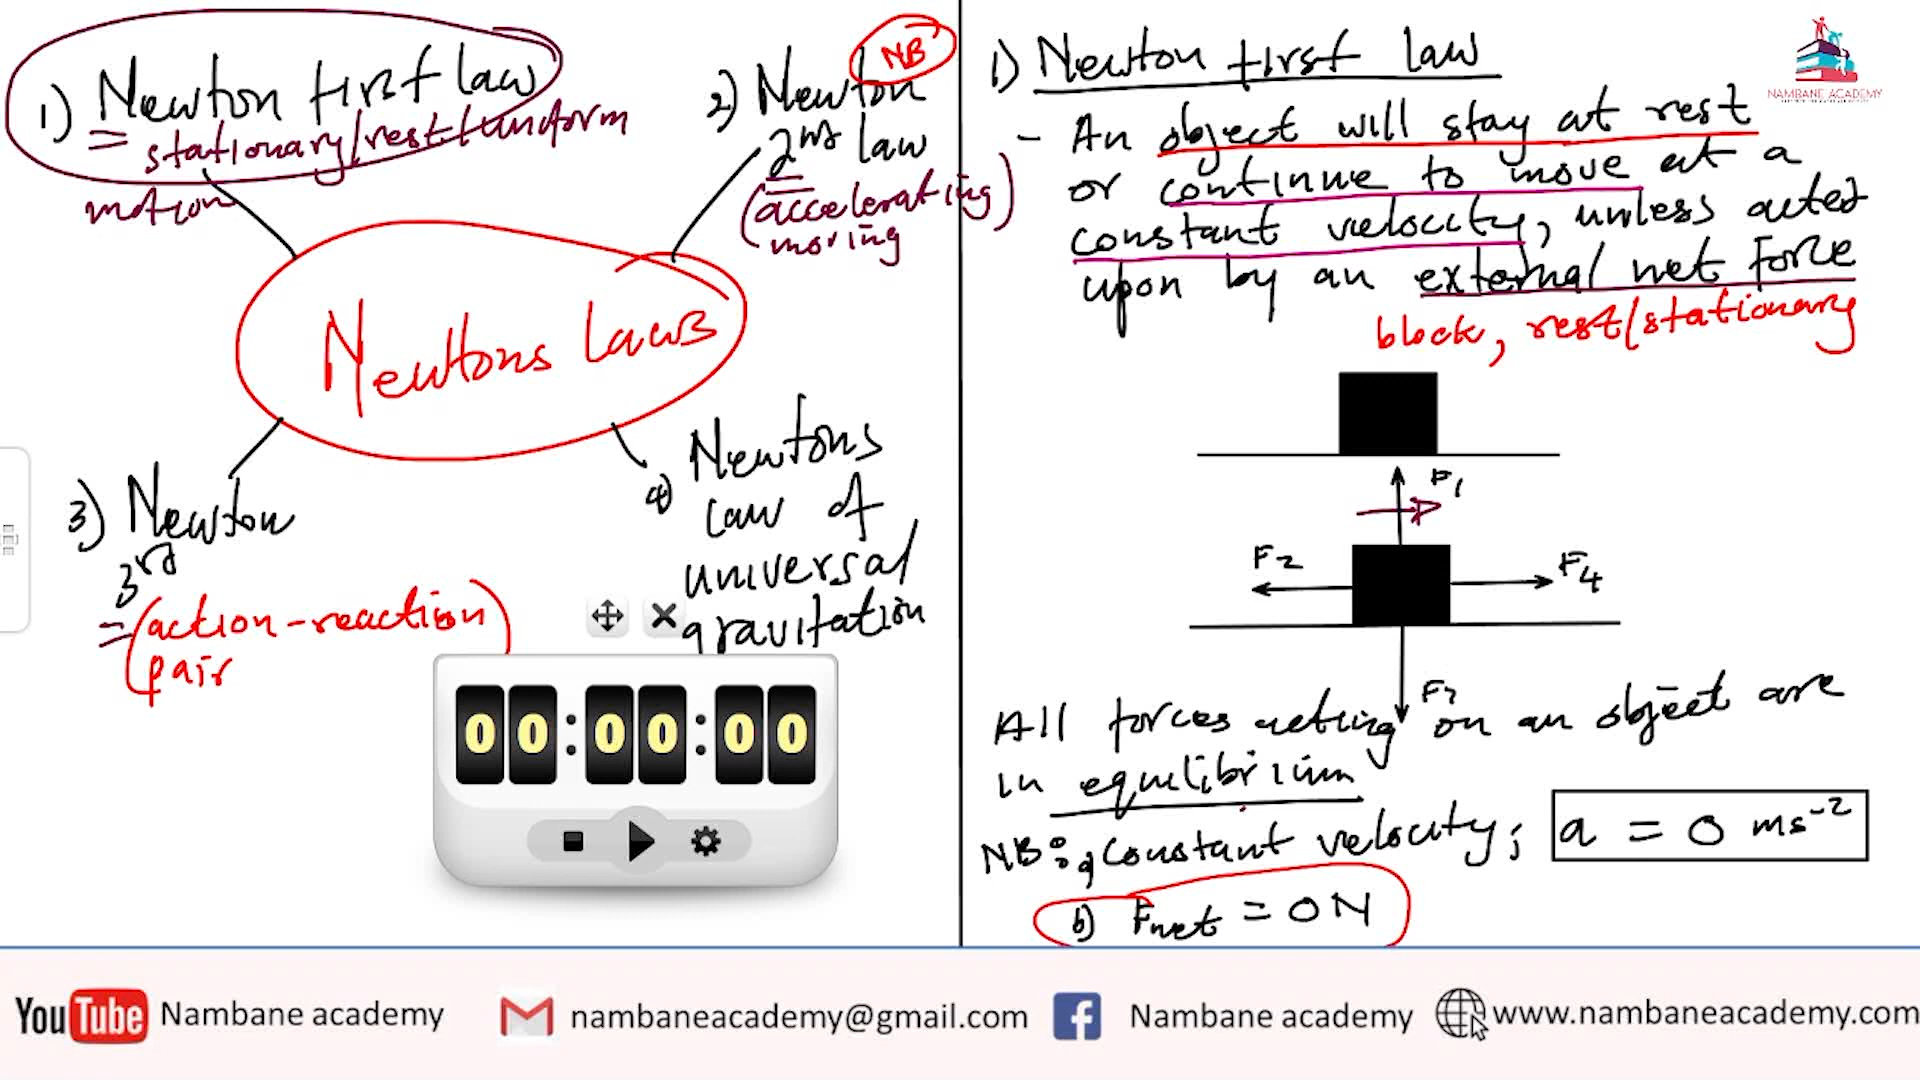 1) Newton first law
= stationary/rest/uniform
motion
NB
2) Newton
2nd law
(accelerating)
moving
Newtons Laws
3) Newton
3rd
= (action-reaction
pair
4) Newtons
Law of
universal
gravitation
00:00:00
1) Newton first law
- An object will stay at rest
or continue to move at a
constant velocity, unless acted
upon by an external net force
block, rest/stationary
F1
F2
F4
F3
All forces acting on an object are
in equilibrium
NB: a) constant velocity; a = 0 ms-2
b) Fnet = 0N
NAMBANE ACADEMY
YouTube Nambane academy
nambaneacademy@gmail.com
Nambane academy
www.nambaneacademy.com